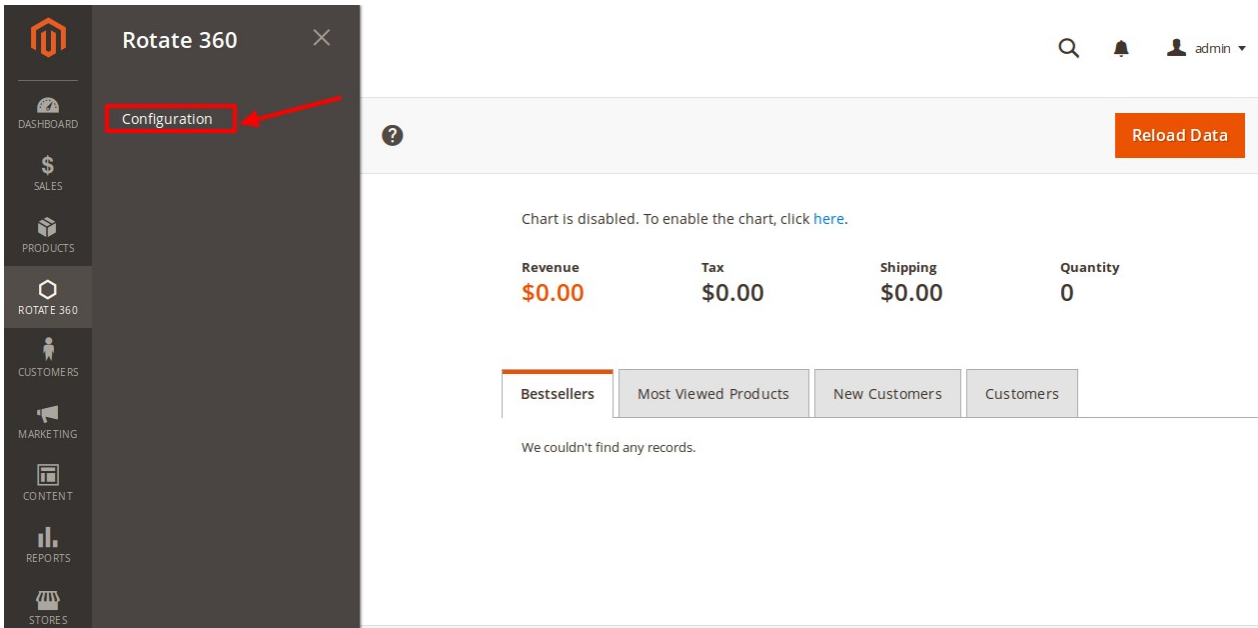 Rotate 360
admin
DASHBOARD
Configuration
Reload Data
SALES
PRODUCTS
ROTATE 360
CUSTOMERS
MARKETING
CONTENT
REPORTS
STORES
Chart is disabled. To enable the chart, click here.
Revenue Tax Shipping Quantity
$0.00 $0.00 $0.00 0
Bestsellers Most Viewed Products New Customers Customers
We couldn't find any records.